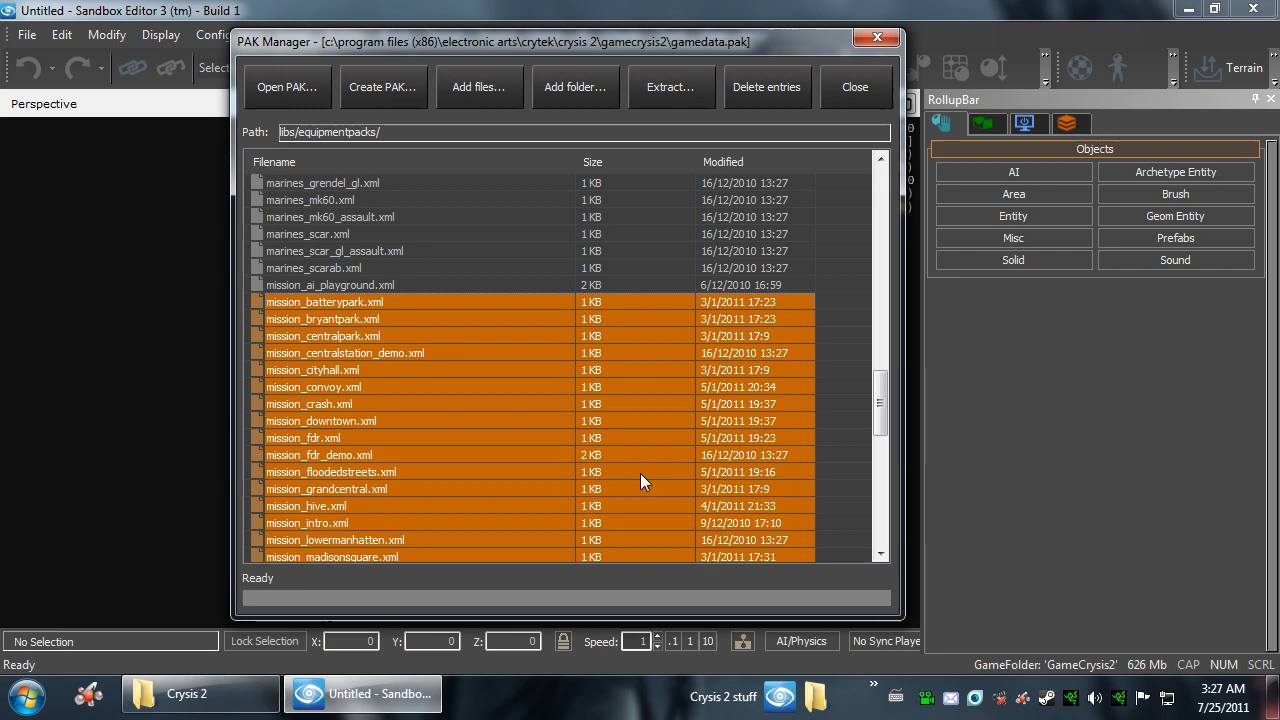 Untitled - Sandbox Editor 3 (tm) - Build 1
File Edit Modify Display
PAK Manager - [c:\program files (x86)\electronic arts\crytek\crysis 2\gamecrysis2\gamedata.pak]
Select
Open PAK... Create PAK... Add files... Add folder... Extract... Delete entries Close
Terrain
Perspective
Path: libs/equipmentpacks/
RollupBar
Filename Size Modified
Objects
AI Archetype Entity
Area Brush
Entity Geom Entity
Misc Prefabs
Solid Sound
marines_grendel_gl.xml 1 KB 16/12/2010 13:27
marines_mk60.xml 1 KB 16/12/2010 13:27
marines_mk60_assault.xml 1 KB 16/12/2010 13:27
marines_scar.xml 1 KB 16/12/2010 13:27
marines_scar_gl_assault.xml 1 KB 16/12/2010 13:27
marines_scarab.xml 1 KB 16/12/2010 13:27
mission_ai_playground.xml 2 KB 6/12/2010 16:59
mission_batterypark.xml 1 KB 3/1/2011 17:23
mission_bryantpark.xml 1 KB 3/1/2011 17:23
mission_centralpark.xml 1 KB 3/1/2011 17:9
mission_centralstation_demo.xml 1 KB 16/12/2010 13:27
mission_cityhall.xml 1 KB 3/1/2011 17:9
mission_convoy.xml 1 KB 5/1/2011 20:34
mission_crash.xml 1 KB 5/1/2011 19:37
mission_downtown.xml 1 KB 5/1/2011 19:37
mission_fdr.xml 1 KB 5/1/2011 19:23
mission_fdr_demo.xml 2 KB 16/12/2010 13:27
mission_floodedstreets.xml 1 KB 5/1/2011 19:16
mission_grandcentral.xml 1 KB 3/1/2011 17:9
mission_hive.xml 1 KB 4/1/2011 21:33
mission_intro.xml 1 KB 9/12/2010 17:10
mission_lowermanhatten.xml 1 KB 16/12/2010 13:27
mission_madisonsquare.xml 1 KB 3/1/2011 17:31
Ready
No Selection Lock Selection X: 0 Y: 0 Z: 0 Speed: 1 .1 1 10 AI/Physics No Sync Player
Ready GameFolder: 'GameCrysis2' 626 Mb CAP NUM SCRL
Crysis 2 Untitled - Sandbo... Crysis 2 stuff » 3:27 AM
7/25/2011